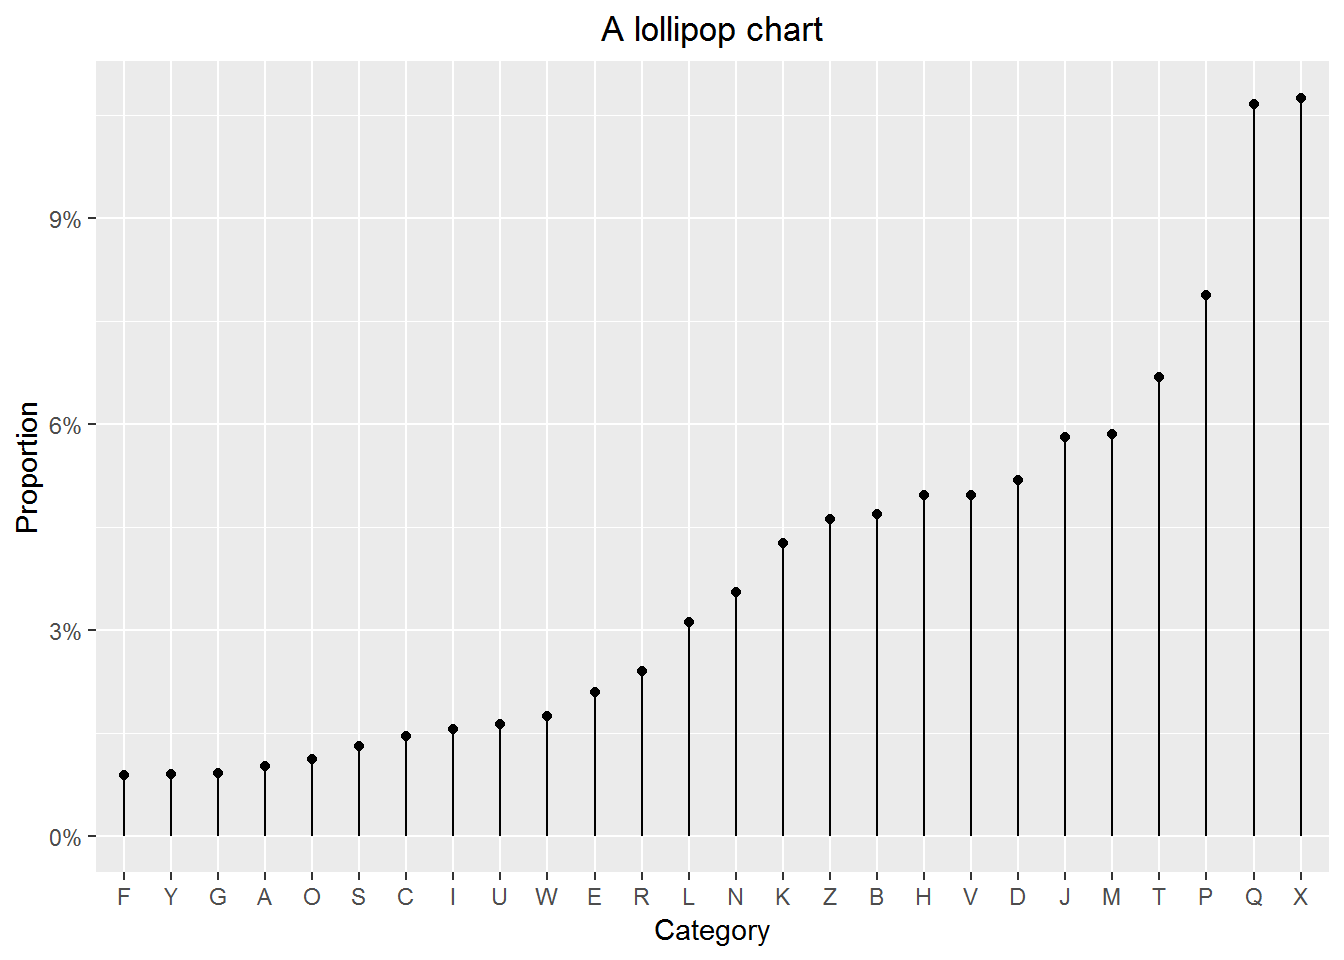 A lollipop chart
Proportion
9%
6%
3%
0%
F Y G A O S C I U W E R L N K Z B H V D J M T P Q X
Category